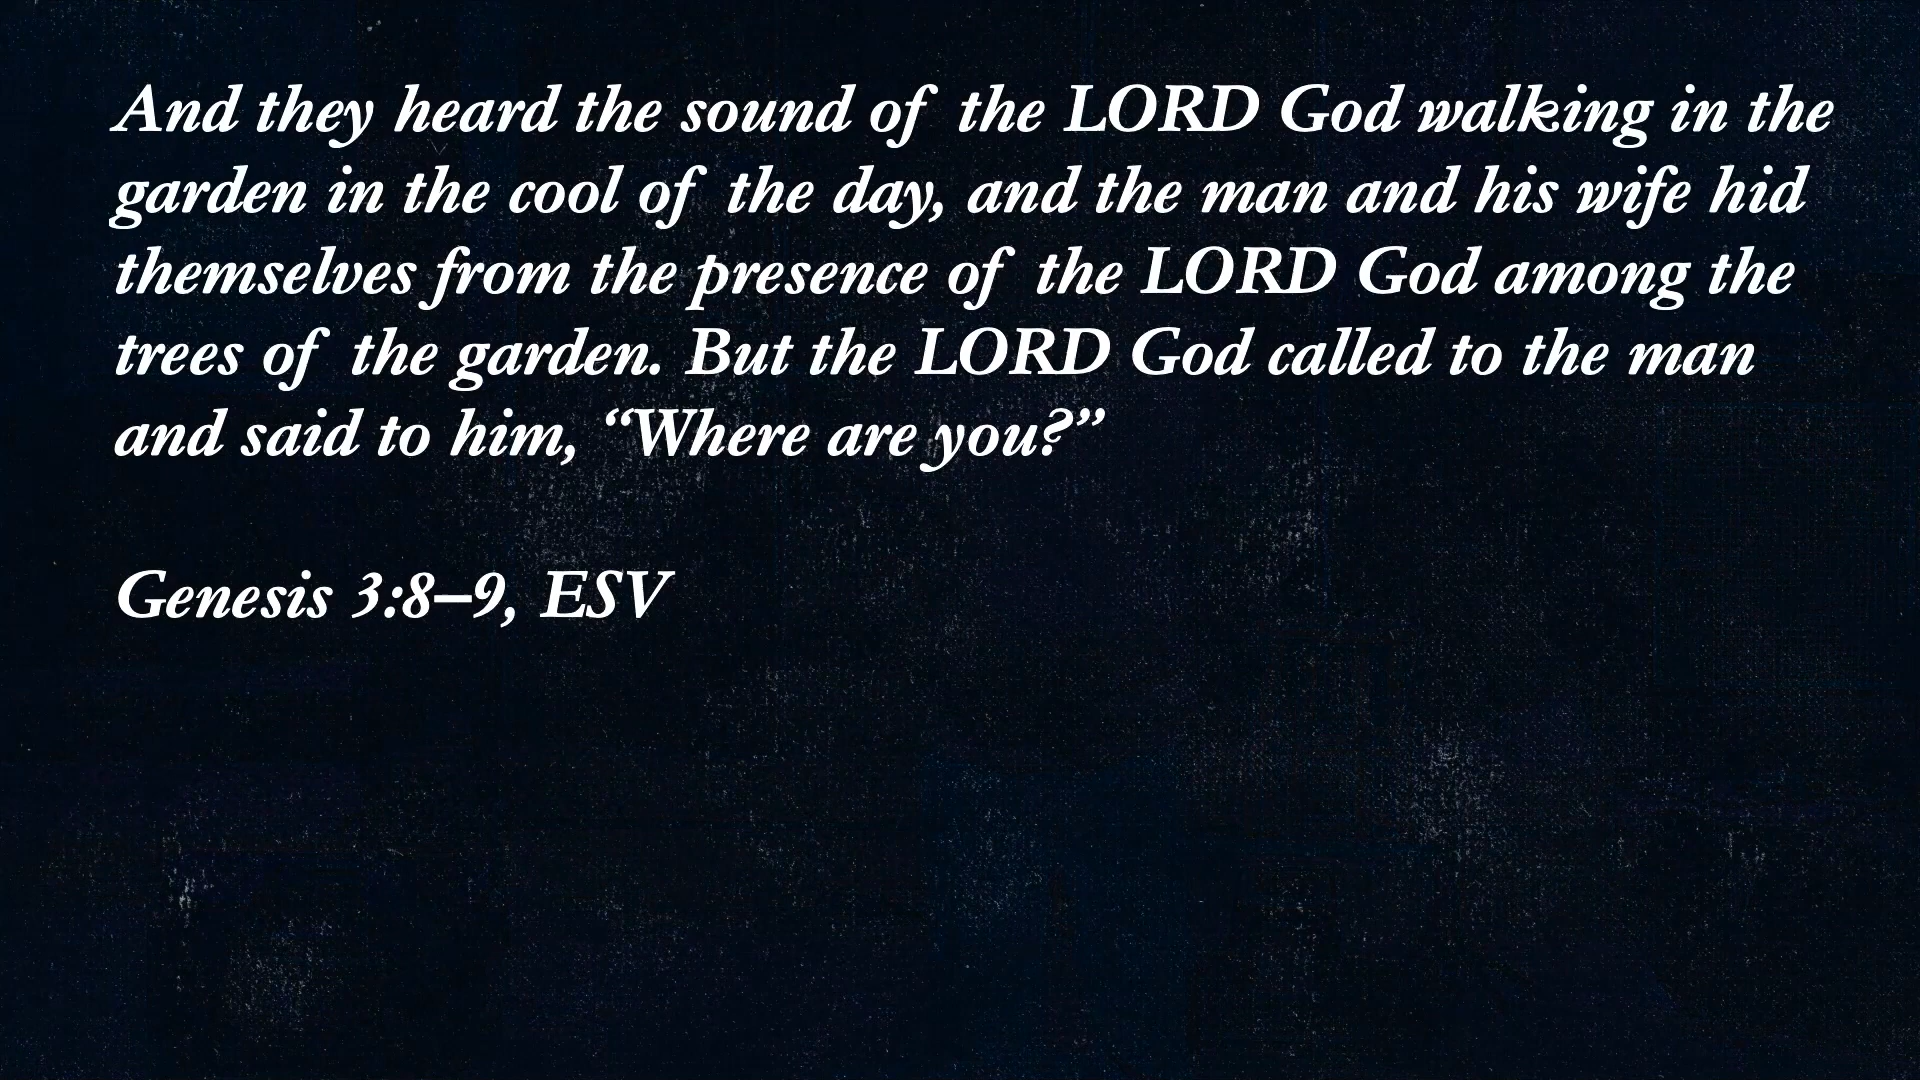 And they heard the sound of the LORD God walking in the
garden in the cool of the day, and the man and his wife hid
themselves from the presence of the LORD God among the
trees of the garden. But the LORD God called to the man
and said to him, “Where are you?”
Genesis 3:8–9, ESV